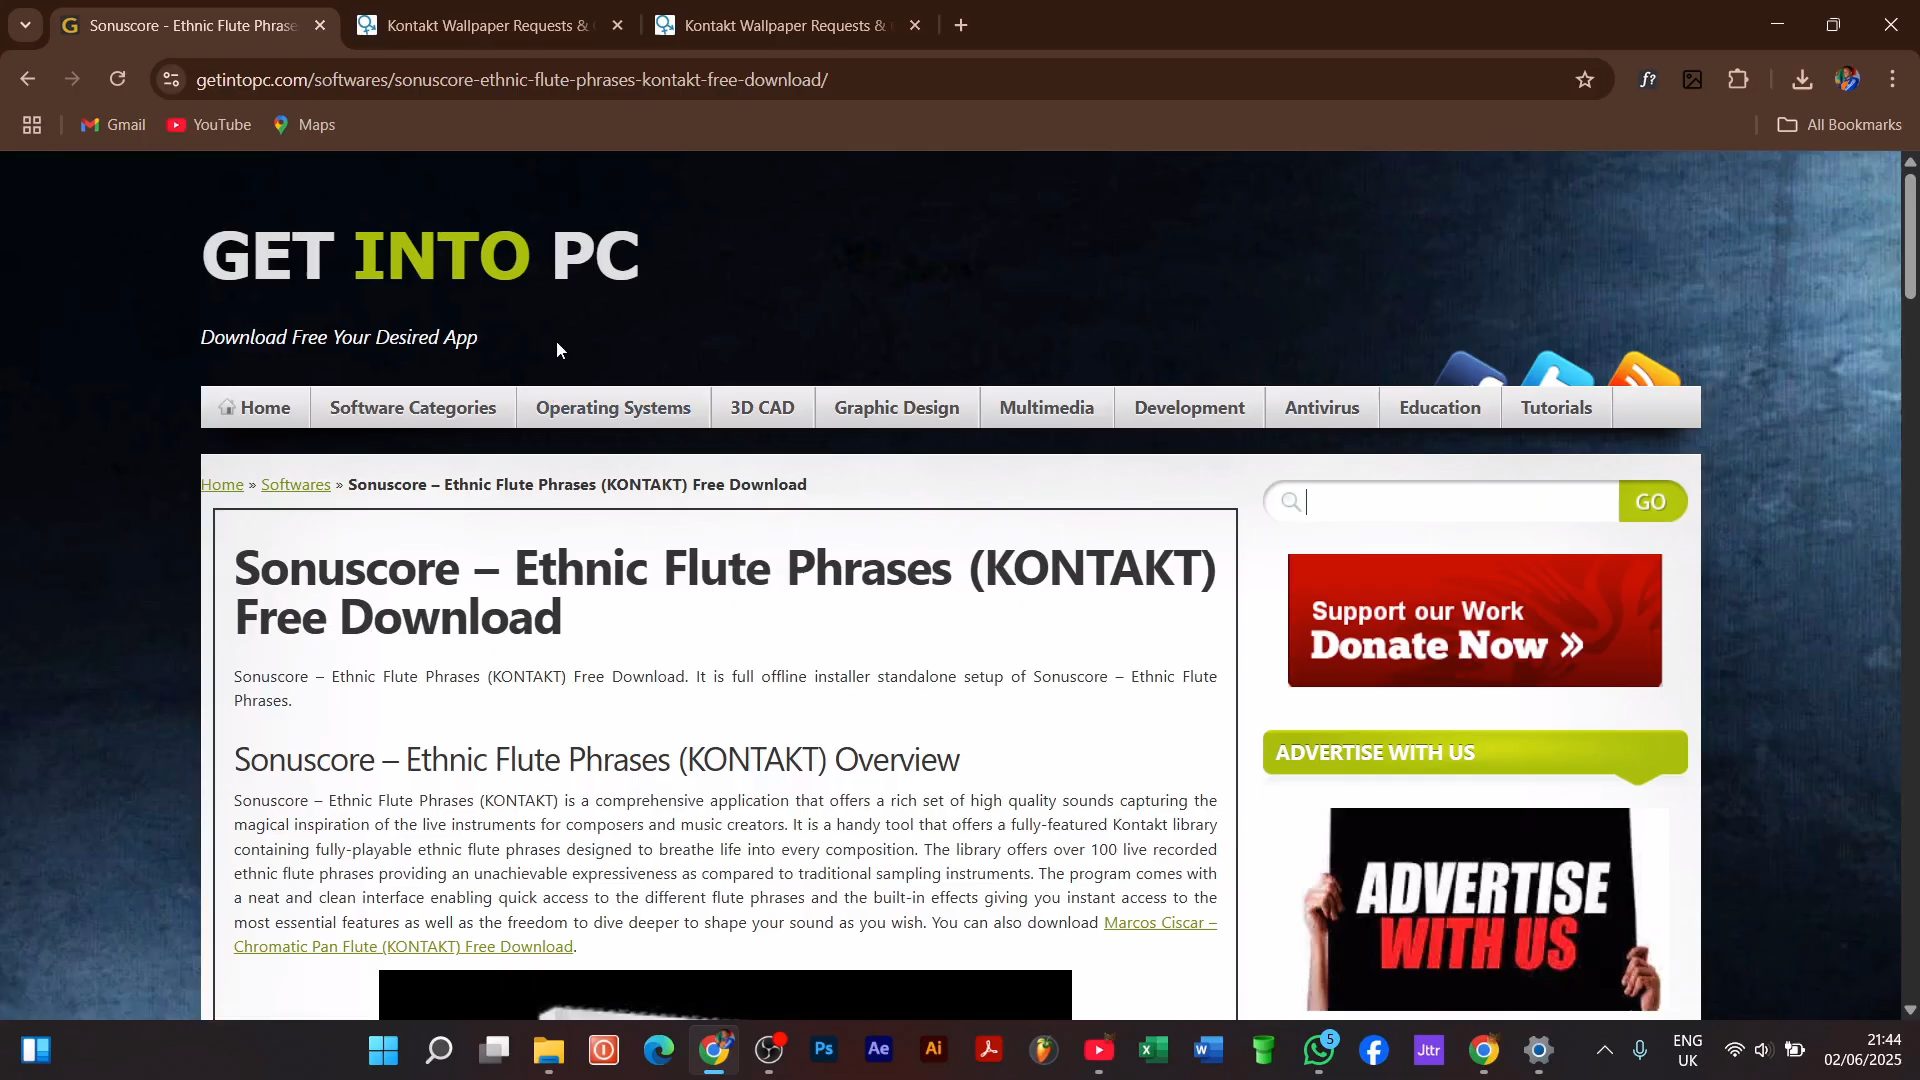 Sonuscore - Ethnic Flute Phrase
Kontakt Wallpaper Requests &
Kontakt Wallpaper Requests &
getintopc.com/softwares/sonuscore-ethnic-flute-phrases-kontakt-free-download/
f?
Gmail
YouTube
Maps
All Bookmarks
GET INTO PC
Download Free Your Desired App
Home
Software Categories
Operating Systems
3D CAD
Graphic Design
Multimedia
Development
Antivirus
Education
Tutorials
Home » Softwares » Sonuscore – Ethnic Flute Phrases (KONTAKT) Free Download
Sonuscore – Ethnic Flute Phrases (KONTAKT)
Free Download
Sonuscore – Ethnic Flute Phrases (KONTAKT) Free Download. It is full offline installer standalone setup of Sonuscore – Ethnic Flute
Phrases.
Sonuscore – Ethnic Flute Phrases (KONTAKT) Overview
Sonuscore – Ethnic Flute Phrases (KONTAKT) is a comprehensive application that offers a rich set of high quality sounds capturing the
magical inspiration of the live instruments for composers and music creators. It is a handy tool that offers a fully-featured Kontakt library
containing fully-playable ethnic flute phrases designed to breathe life into every composition. The library offers over 100 live recorded
ethnic flute phrases providing an unachievable expressiveness as compared to traditional sampling instruments. The program comes with
a neat and clean interface enabling quick access to the different flute phrases and the built-in effects giving you instant access to the
most essential features as well as the freedom to dive deeper to shape your sound as you wish. You can also download Marcos Ciscar –
Chromatic Pan Flute (KONTAKT) Free Download.
GO
Support our Work
Donate Now »
ADVERTISE WITH US
ADVERTISE
WITH US
Ps
Ae
Ai
Jttr
5
ENG
UK
21:44
02/06/2025